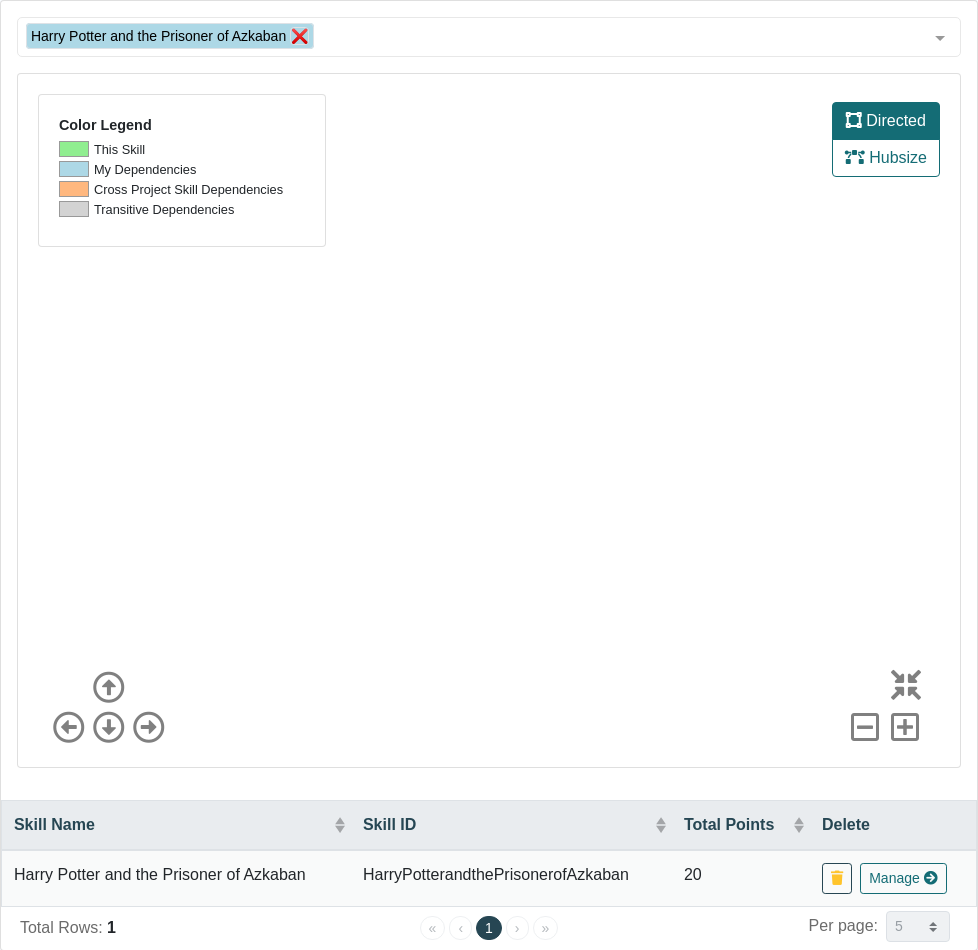 Harry Potter and the Prisoner of Azkaban
Color Legend
This Skill
My Dependencies
Cross Project Skill Dependencies
Transitive Dependencies
Directed
Hubsize
Skill Name Skill ID Total Points Delete
Harry Potter and the Prisoner of Azkaban HarryPotterandthePrisonerofAzkaban 20 Manage
Total Rows: 1 « ‹ 1 › » Per page: 5